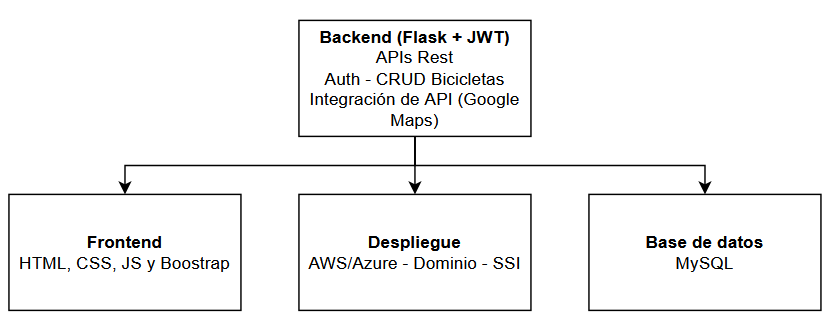 Backend (Flask + JWT)
APIs Rest
Auth - CRUD Bicicletas
Integración de API (Google
Maps)
Frontend
HTML, CSS, JS y Boostrap
Despliegue
AWS/Azure - Dominio - SSl
Base de datos
MySQL